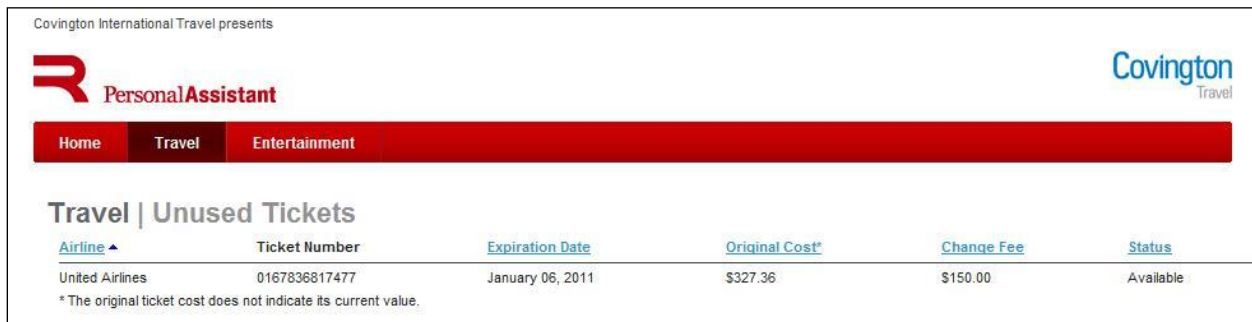 Covington International Travel presents
PersonalAssistant
Covington
Travel
Home Travel Entertainment
Travel | Unused Tickets
Airline Ticket Number Expiration Date Original Cost* Change Fee Status
United Airlines 0167836817477 January 06, 2011 $327.36 $150.00 Available
* The original ticket cost does not indicate its current value.